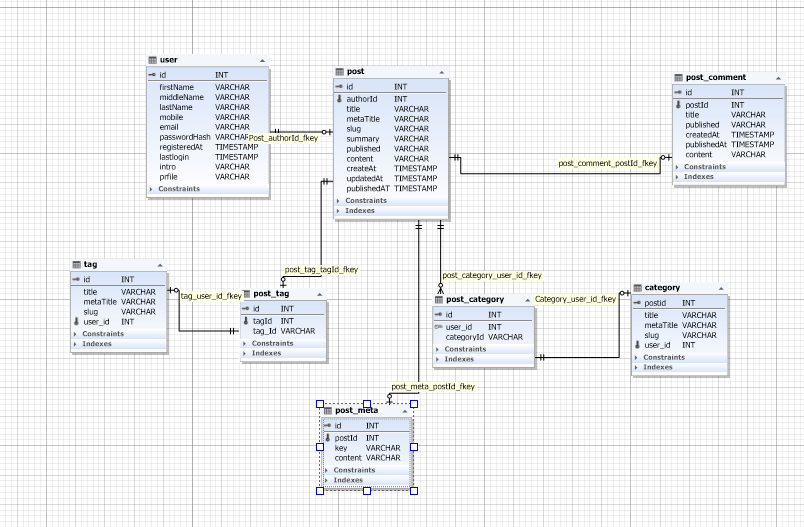 user
id INT
firstName VARCHAR
middleName VARCHAR
lastName VARCHAR
mobile VARCHAR
email VARCHAR
passwordHash VARCHAR
registeredAt TIMESTAMP
lastlogin TIMESTAMP
intro VARCHAR
prfile VARCHAR
Constraints
Post_authorId_fkey
post
id INT
authorId INT
title VARCHAR
metaTitle VARCHAR
slug VARCHAR
summary VARCHAR
published VARCHAR
content VARCHAR
createAt TIMESTAMP
updatedAt TIMESTAMP
publishedAT TIMESTAMP
Constraints
Indexes
post_comment_postId_fkey
post_comment
id INT
postId INT
title VARCHAR
published VARCHAR
createdAt TIMESTAMP
publishedAt TIMESTAMP
content VARCHAR
Constraints
Indexes
tag
id INT
title VARCHAR
metaTitle VARCHAR
slug VARCHAR
user_id INT
Constraints
Indexes
tag_user_id_fkey
post_tag_tagId_fkey
post_tag
id INT
tagId INT
tag_Id VARCHAR
Constraints
Indexes
post_category_user_id_fkey
post_category
id INT
user_id INT
categoryId VARCHAR
Constraints
Indexes
Category_user_id_fkey
category
postid INT
title VARCHAR
metaTitle VARCHAR
slug VARCHAR
user_id INT
Constraints
Indexes
post_meta_postId_fkey
post_meta
id INT
postId INT
key VARCHAR
content VARCHAR
Constraints
Indexes